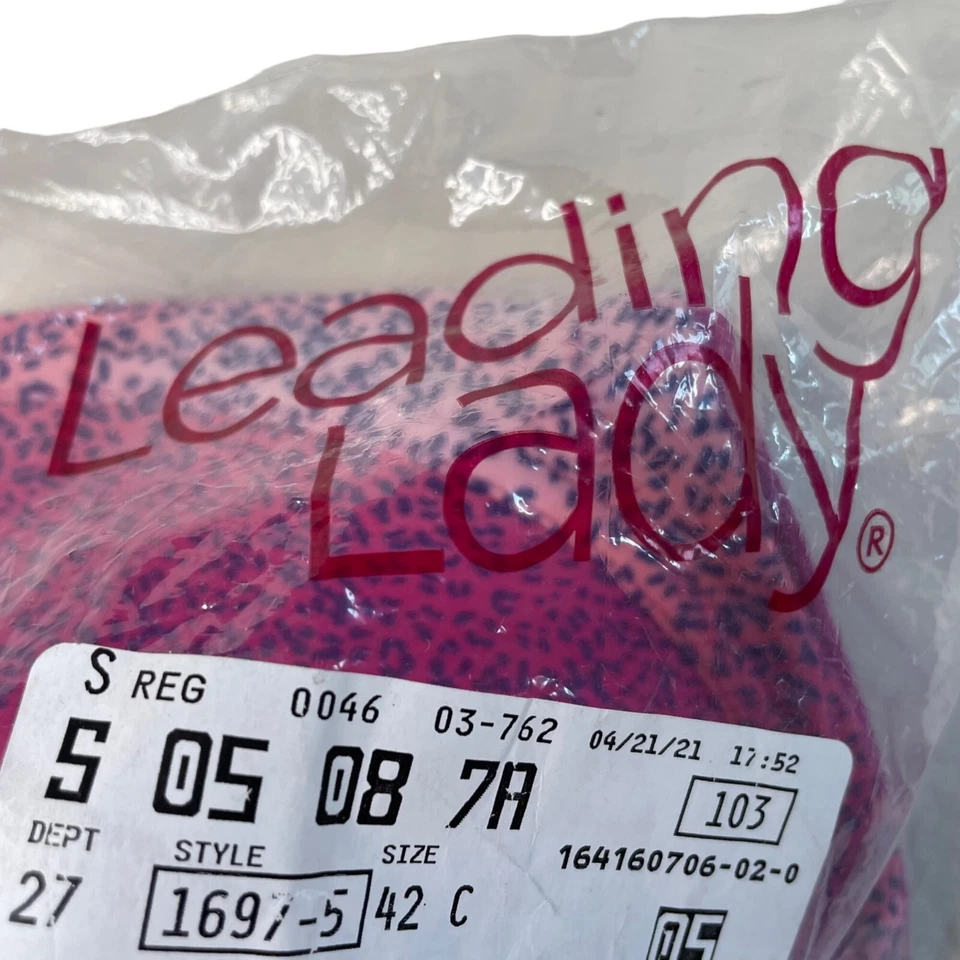 Leading
Lady®
S REG 0046 03-762 04/21/21 17:52
S 05 08 7A 103
DEPT STYLE SIZE 164160706-02-0
27 1697-5 42 C
05